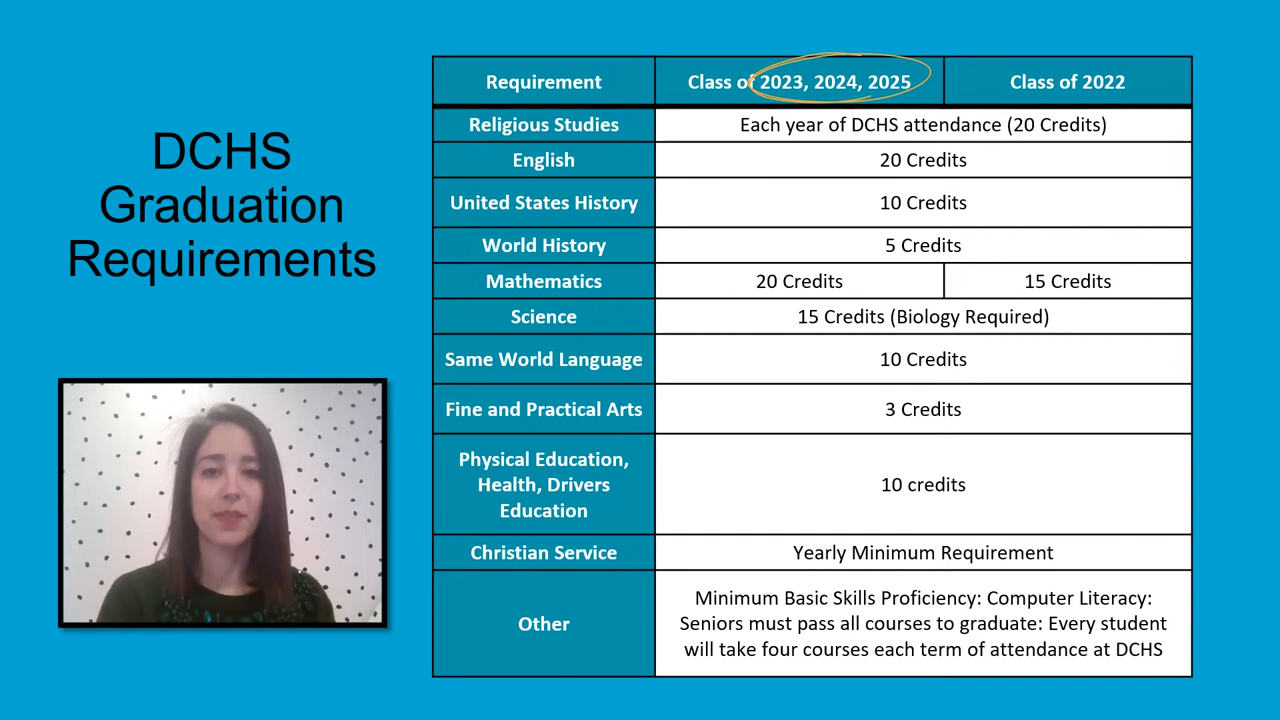 DCHS
Graduation
Requirements
Requirement
Class of 2023, 2024, 2025
Class of 2022
Religious Studies
Each year of DCHS attendance (20 Credits)
English
20 Credits
United States History
10 Credits
World History
5 Credits
Mathematics
20 Credits
15 Credits
Science
15 Credits (Biology Required)
Same World Language
10 Credits
Fine and Practical Arts
3 Credits
Physical Education,
Health, Drivers
Education
10 credits
Christian Service
Yearly Minimum Requirement
Other
Minimum Basic Skills Proficiency: Computer Literacy:
Seniors must pass all courses to graduate: Every student
will take four courses each term of attendance at DCHS